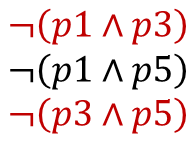 ¬(p1 ∧ p3)
¬(p1 ∧ p5)
¬(p3 ∧ p5)